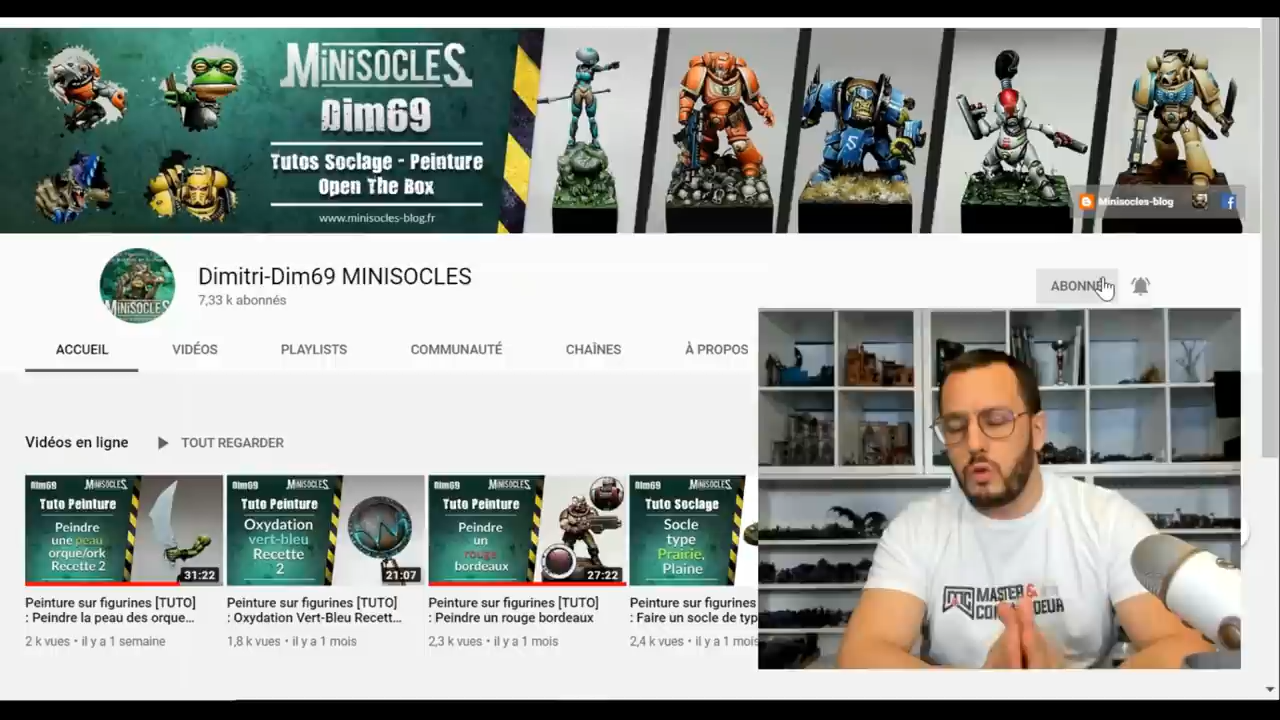 MiNiSOCLES
Dim69
Tutos Soclage - Peinture
Open The Box
www.minisocles-blog.fr
Minisocles-blog
Dimitri-Dim69 MINISOCLES
7,33 k abonnés
ABONNÉ
ACCUEIL VIDÉOS PLAYLISTS COMMUNAUTÉ CHAÎNES À PROPOS
Vidéos en ligne TOUT REGARDER
Dim69 MiNiSOCLES
Tuto Peinture
Peindre
une peau
orque/ork
Recette 2
31:22
Peinture sur figurines [TUTO]
: Peindre la peau des orque...
2 k vues • il y a 1 semaine
Dim69 MiNiSOCLES
Tuto Peinture
Oxydation
vert-bleu
Recette
2
21:07
Peinture sur figurines [TUTO]
: Oxydation Vert-Bleu Recett...
1,8 k vues • il y a 1 mois
Dim69 MiNiSOCLES
Tuto Peinture
Peindre
un
rouge
bordeaux
27:22
Peinture sur figurines [TUTO]
: Peindre un rouge bordeaux
2,3 k vues • il y a 1 mois
Dim69 MiNiSOCLES
Tuto Soclage
Socle
type
Prairie,
Plaine
Peinture sur figurines
: Faire un socle de typ
2,4 k vues • il y a 1 mois
MINISOCLES
MASTER &